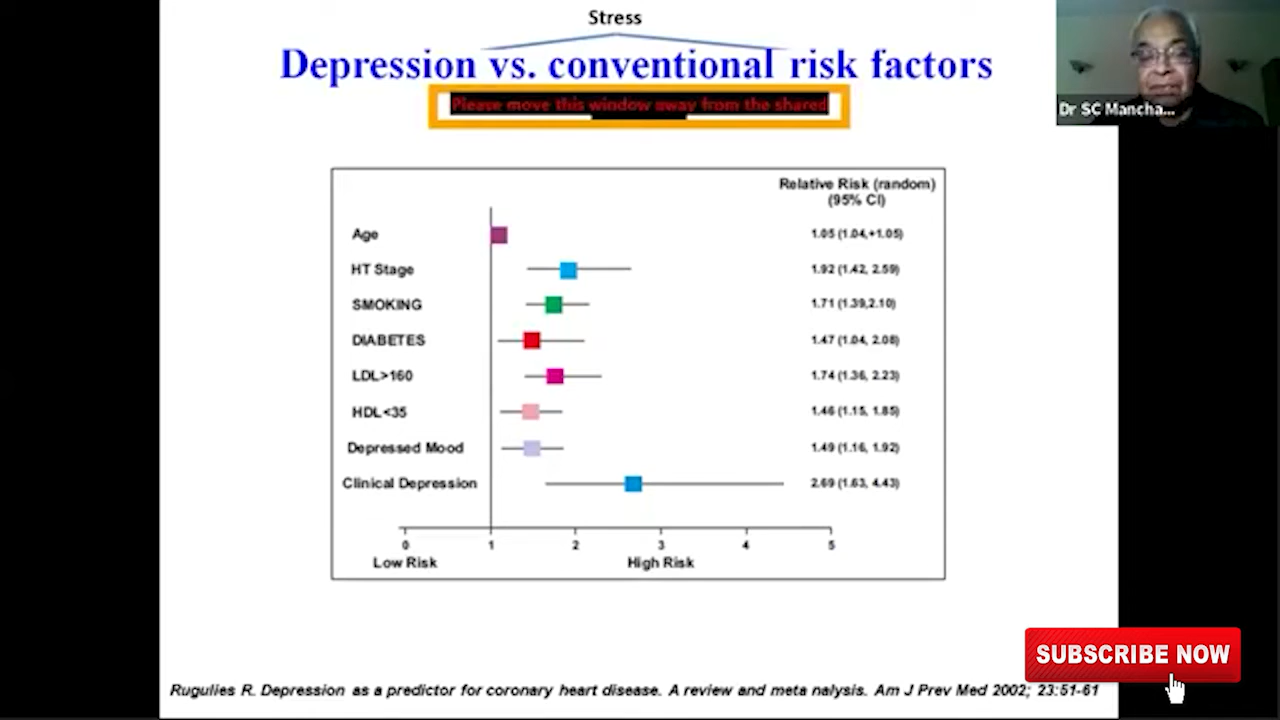 Stress
Depression vs. conventional risk factors
Please move this window away from the shared
Dr SC Mancha...
Relative Risk (random)
(95% CI)
Age 1.05 (1.04,+1.05)
HT Stage 1.92 (1.42, 2.59)
SMOKING 1.71 (1.39,2.10)
DIABETES 1.47 (1.04, 2.08)
LDL>160 1.74 (1.36, 2.23)
HDL<35 1.46 (1.15, 1.85)
Depressed Mood 1.49 (1.16, 1.92)
Clinical Depression 2.69 (1.63, 4.43)
0 1 2 3 4 5
Low Risk High Risk
SUBSCRIBE NOW
Rugulies R. Depression as a predictor for coronary heart disease. A review and meta nalysis. Am J Prev Med 2002; 23:51-61